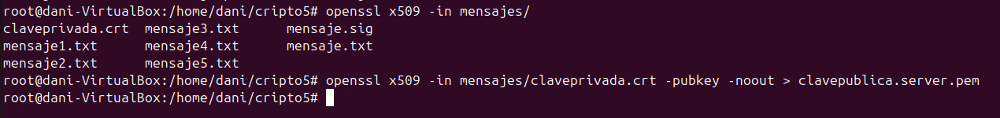 root@dani-VirtualBox:/home/dani/cripto5# openssl x509 -in mensajes/
claveprivada.crt  mensaje3.txt      mensaje.sig
mensaje1.txt      mensaje4.txt      mensaje.txt
mensaje2.txt      mensaje5.txt
root@dani-VirtualBox:/home/dani/cripto5# openssl x509 -in mensajes/claveprivada.crt -pubkey -noout > clavepublica.server.pem
root@dani-VirtualBox:/home/dani/cripto5#